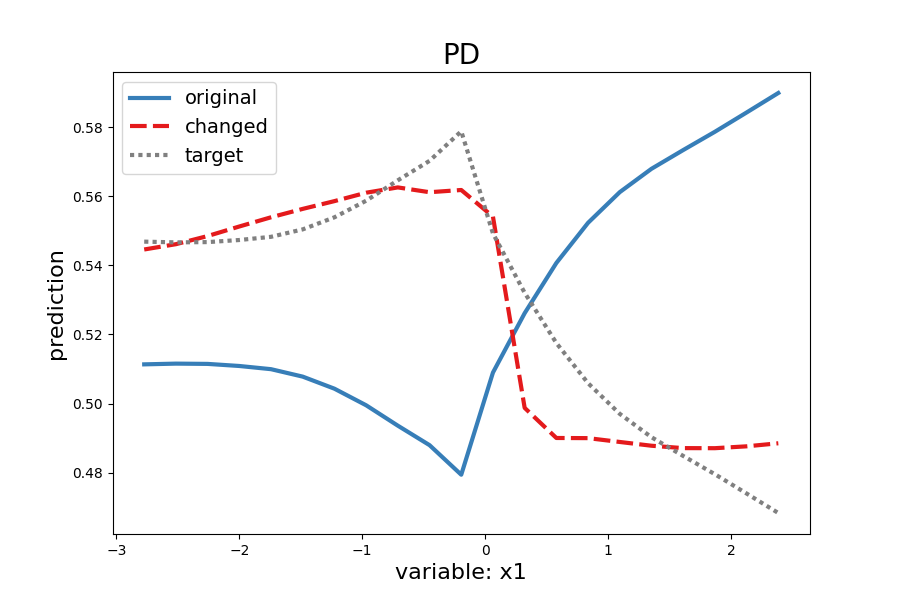 PD
original
changed
target
prediction
0.58
0.56
0.54
0.52
0.50
0.48
−3
−2
−1
0
1
2
variable: x1